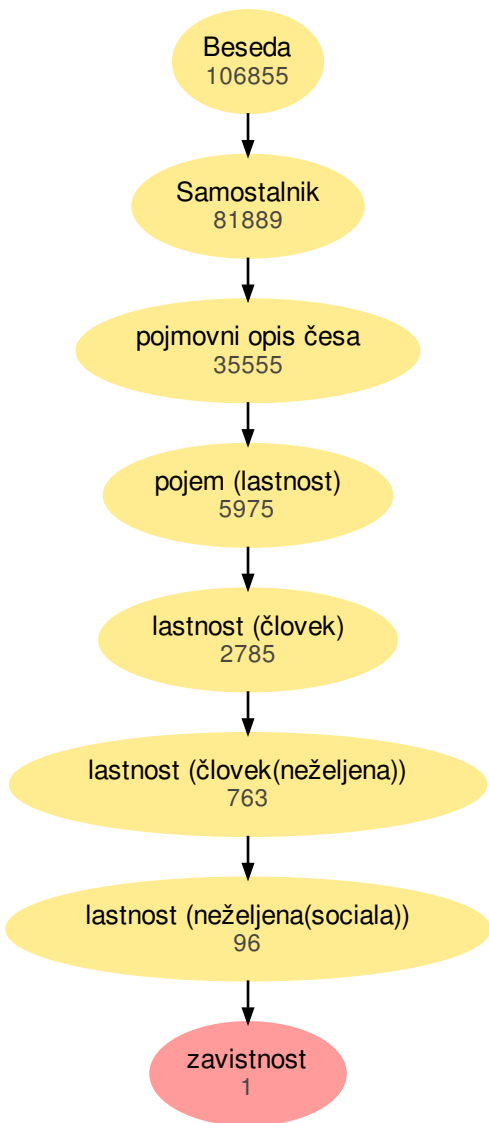 Beseda
106855
Samostalnik
81889
pojmovni opis česa
35555
pojem (lastnost)
5975
lastnost (človek)
2785
lastnost (človek(neželjena))
763
lastnost (neželjena(sociala))
96
zavistnost
1